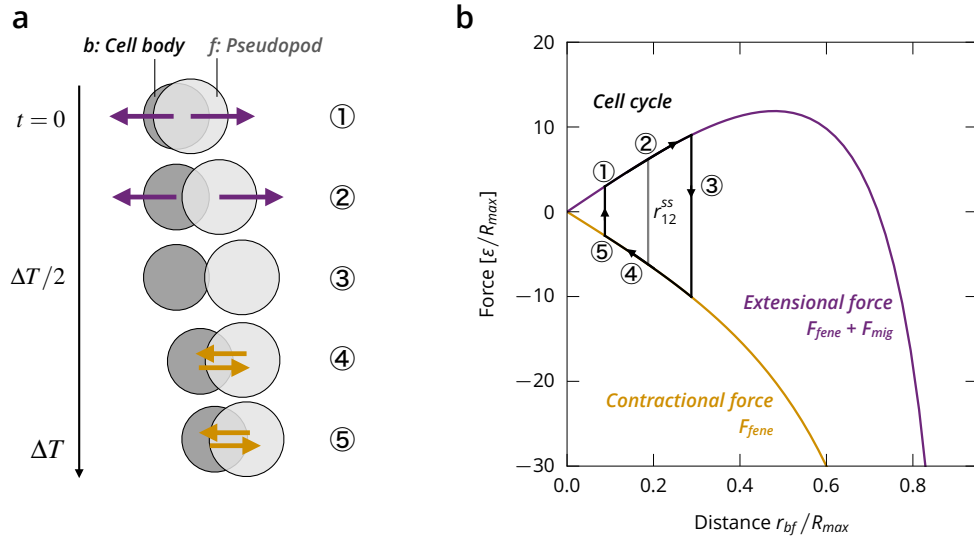 a
b: Cell body
f: Pseudopod
t = 0
①
②
ΔT/2
③
④
ΔT
⑤
b
20
10
0
−10
−20
−30
Force [ε/R_max]
Cell cycle
①
②
③
④
⑤
r_12^ss
Extensional force
F_fene + F_mig
Contractional force
F_fene
0.0
0.2
0.4
0.6
0.8
Distance r_bf/R_max